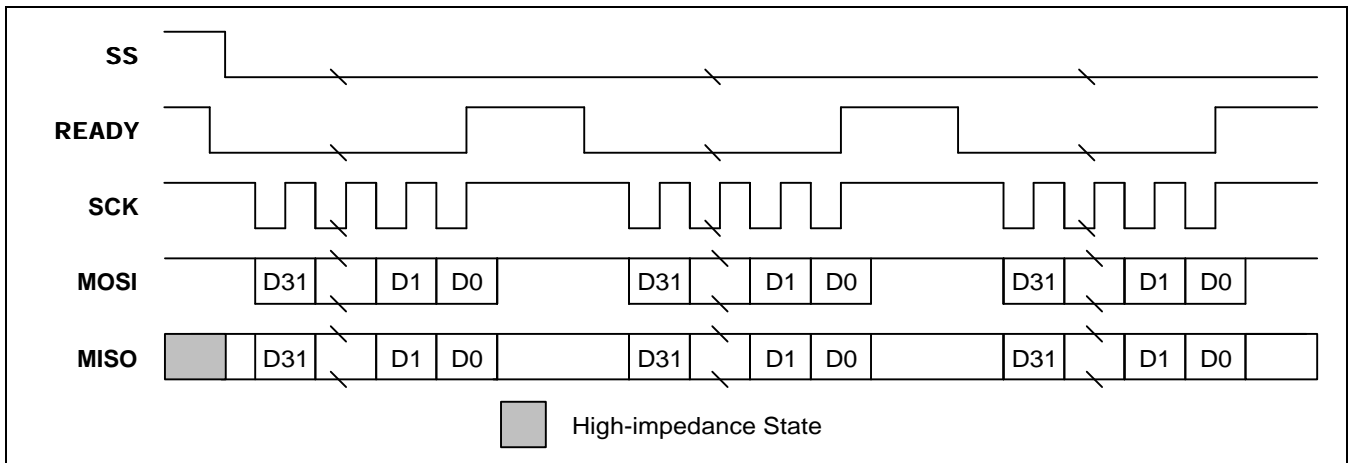 SS
READY
SCK
MOSI D31 D1 D0 D31 D1 D0 D31 D1 D0
MISO D31 D1 D0 D31 D1 D0 D31 D1 D0
High-impedance State